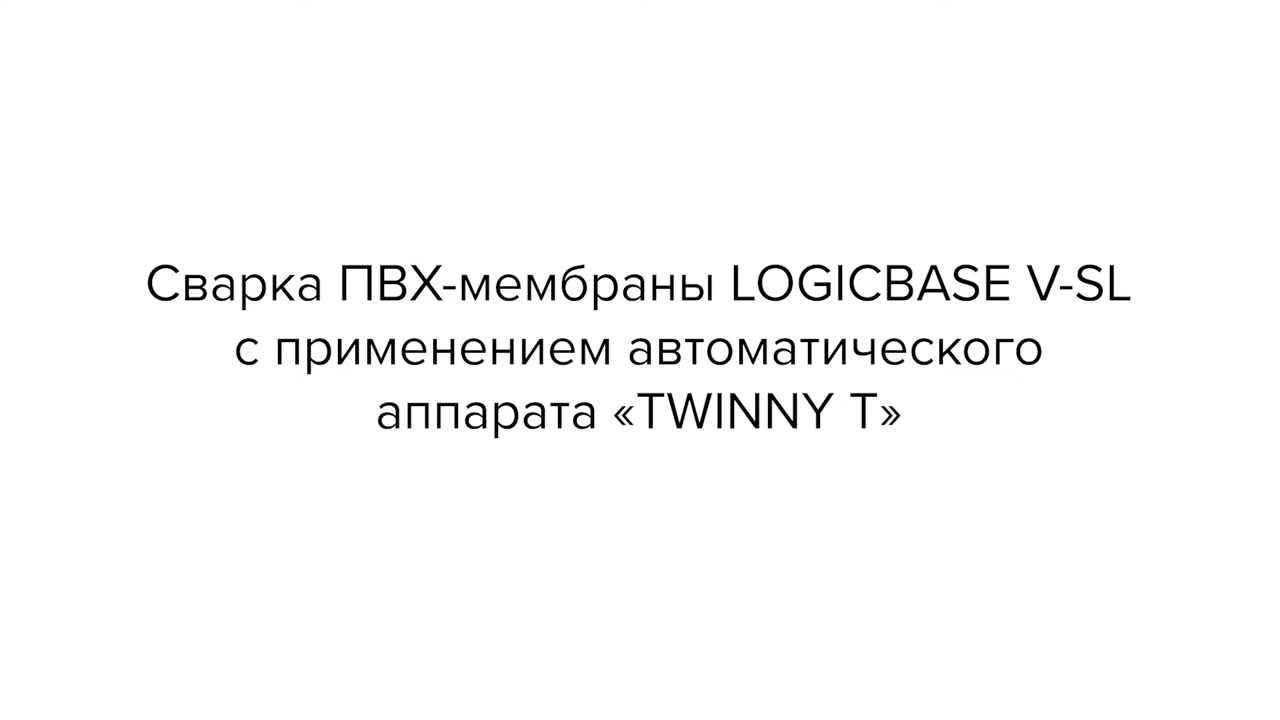 Сварка ПВХ-мембраны LOGICBASE V-SL
с применением автоматического
аппарата «TWINNY T»